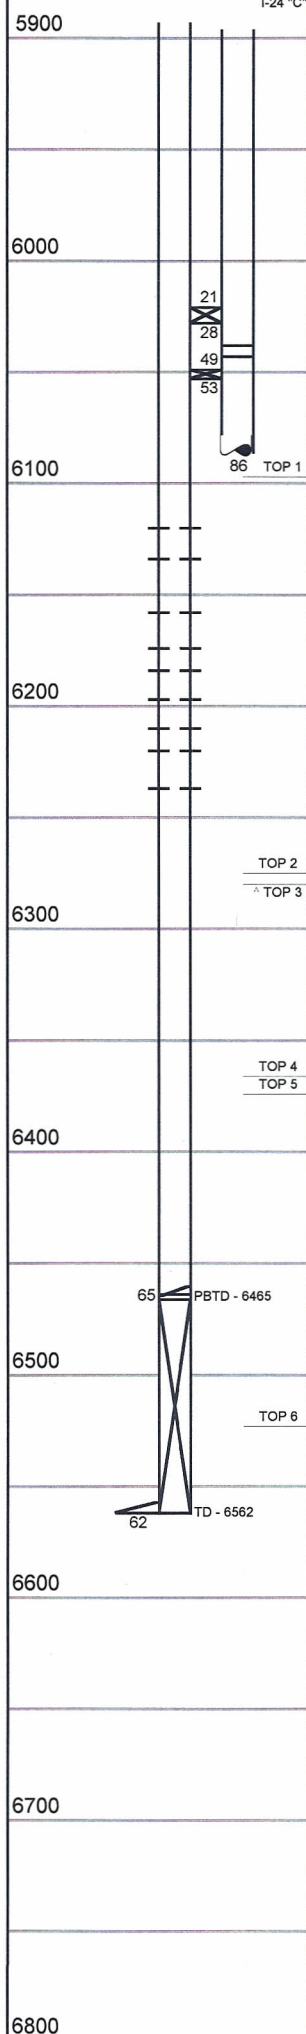 I-24 "C"
5900
6000
21
28
49
53
86 TOP 1
6100
6200
TOP 2
^ TOP 3
6300
TOP 4
TOP 5
6400
65 PBTD - 6465
6500
TOP 6
62 TD - 6562
6600
6700
6800